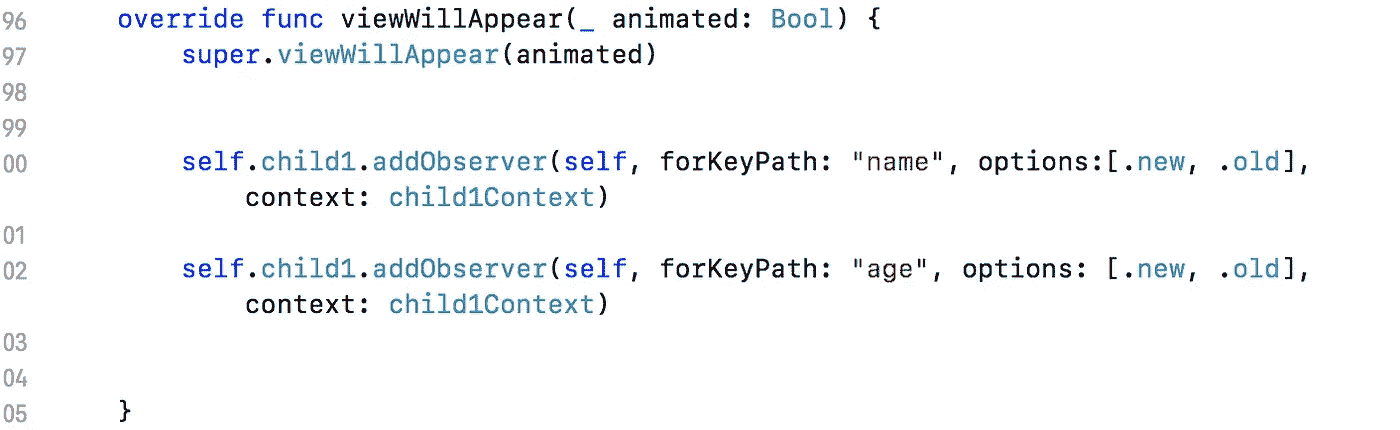 96 override func viewWillAppear(_ animated: Bool) {
97 super.viewWillAppear(animated)
98
99
00 self.child1.addObserver(self, forKeyPath: "name", options:[.new, .old],
context: child1Context)
01
02 self.child1.addObserver(self, forKeyPath: "age", options: [.new, .old],
context: child1Context)
03
04
05 }